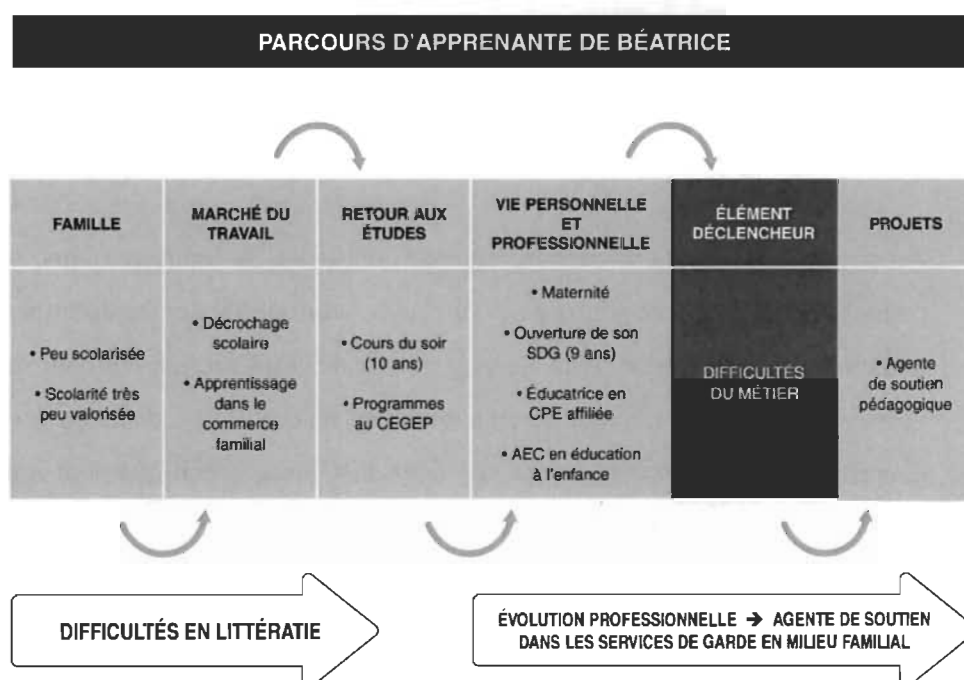 PARCOURS D'APPRENANTE DE BÉATRICE
FAMILLE
MARCHÉ DU
TRAVAIL
RETOUR AUX
ÉTUDES
VIE PERSONNELLE
ET
PROFESSIONNELLE
ÉLÉMENT
DÉCLENCHEUR
PROJETS
• Peu scolarisée
• Scolarité très
peu valorisée
• Décrochage
scolaire
• Apprentissage
dans le
commerce
familial
• Cours du soir
(10 ans)
• Programmes
au CEGEP
• Maternité
• Ouverture de son
SDG (9 ans)
• Éducatrice en
CPE affiliée
• AEC en éducation
à l'enfance
DIFFICULTÉS
DU MÉTIER
• Agente
de soutien
pédagogique
DIFFICULTÉS EN LITTÉRATIE
ÉVOLUTION PROFESSIONNELLE → AGENTE DE SOUTIEN
DANS LES SERVICES DE GARDE EN MILIEU FAMILIAL